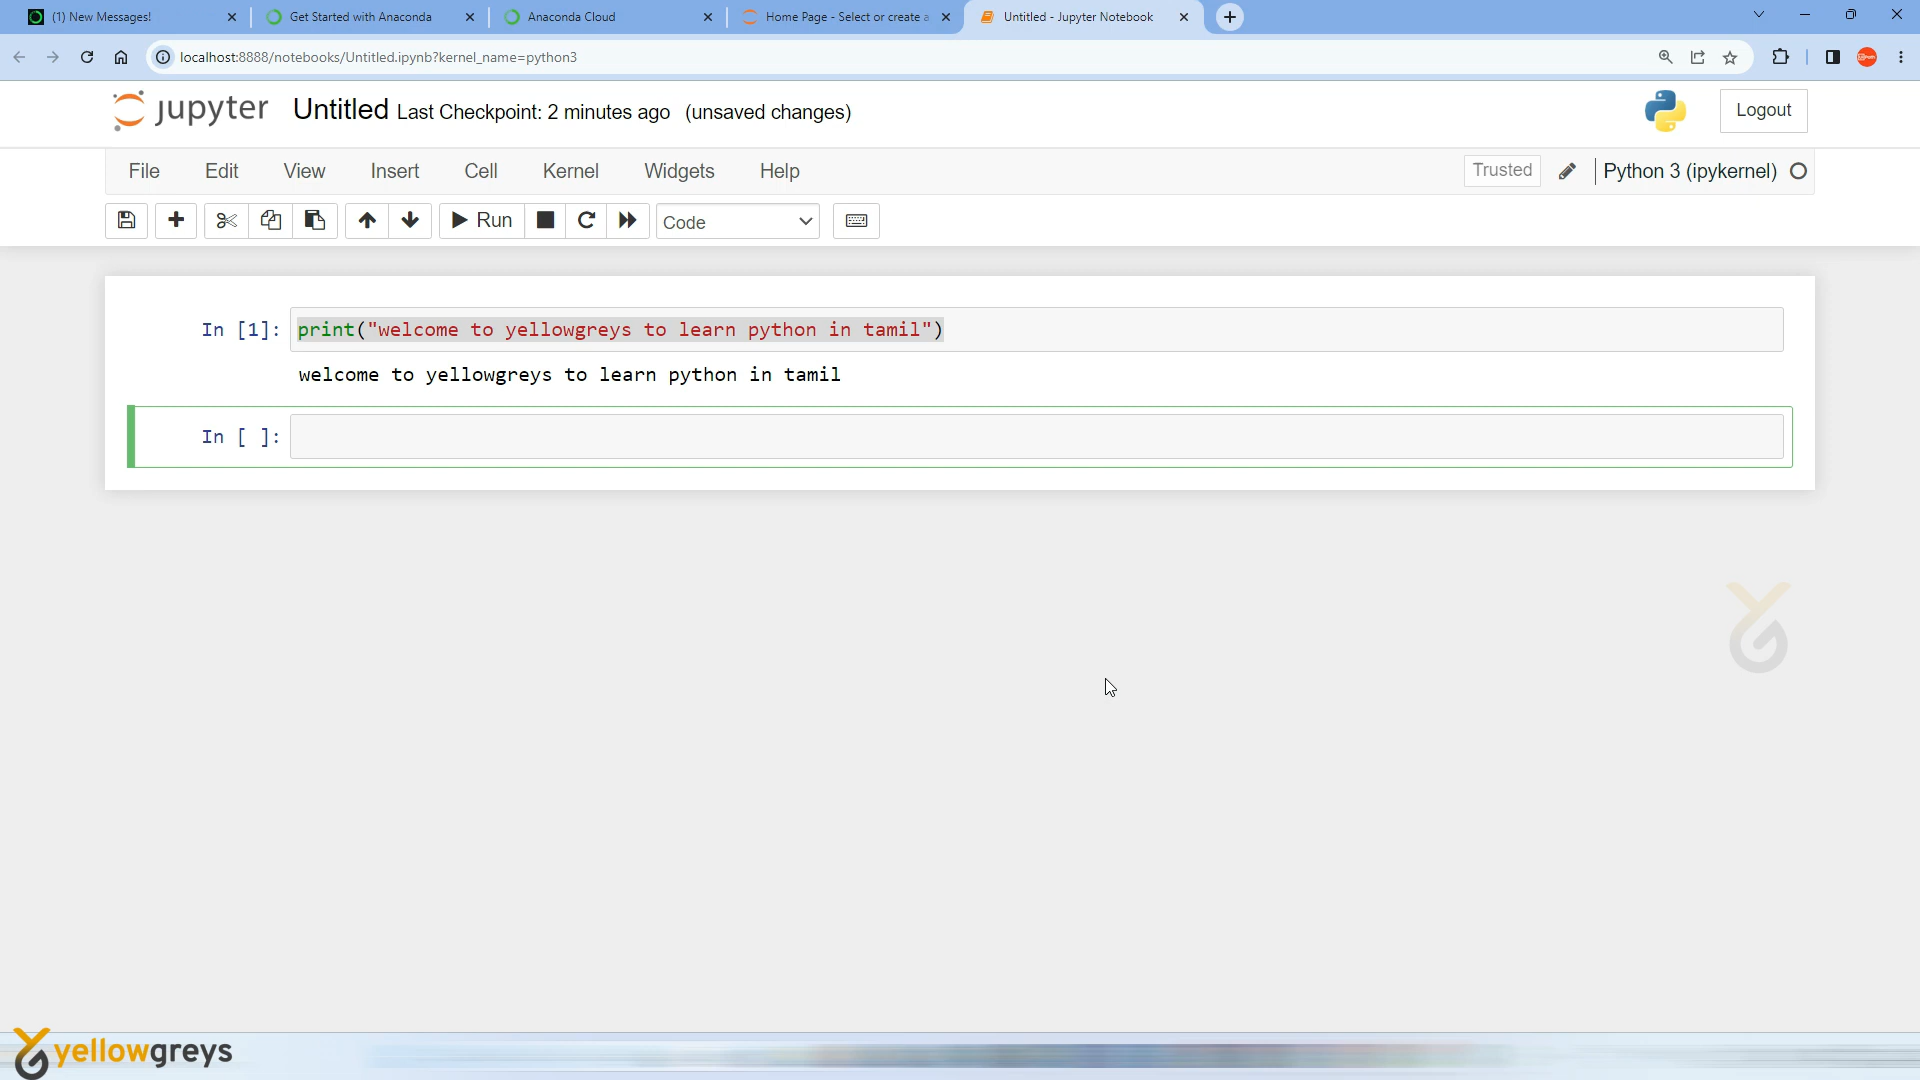 (1) New Messages!
Get Started with Anaconda
Anaconda Cloud
Home Page - Select or create a
Untitled - Jupyter Notebook
localhost:8888/notebooks/Untitled.ipynb?kernel_name=python3
jupyter Untitled Last Checkpoint: 2 minutes ago (unsaved changes)
Logout
File Edit View Insert Cell Kernel Widgets Help
Trusted Python 3 (ipykernel)
Run Code
In [1]: print("welcome to yellowgreys to learn python in tamil")
welcome to yellowgreys to learn python in tamil
In [ ]:
yellowgreys